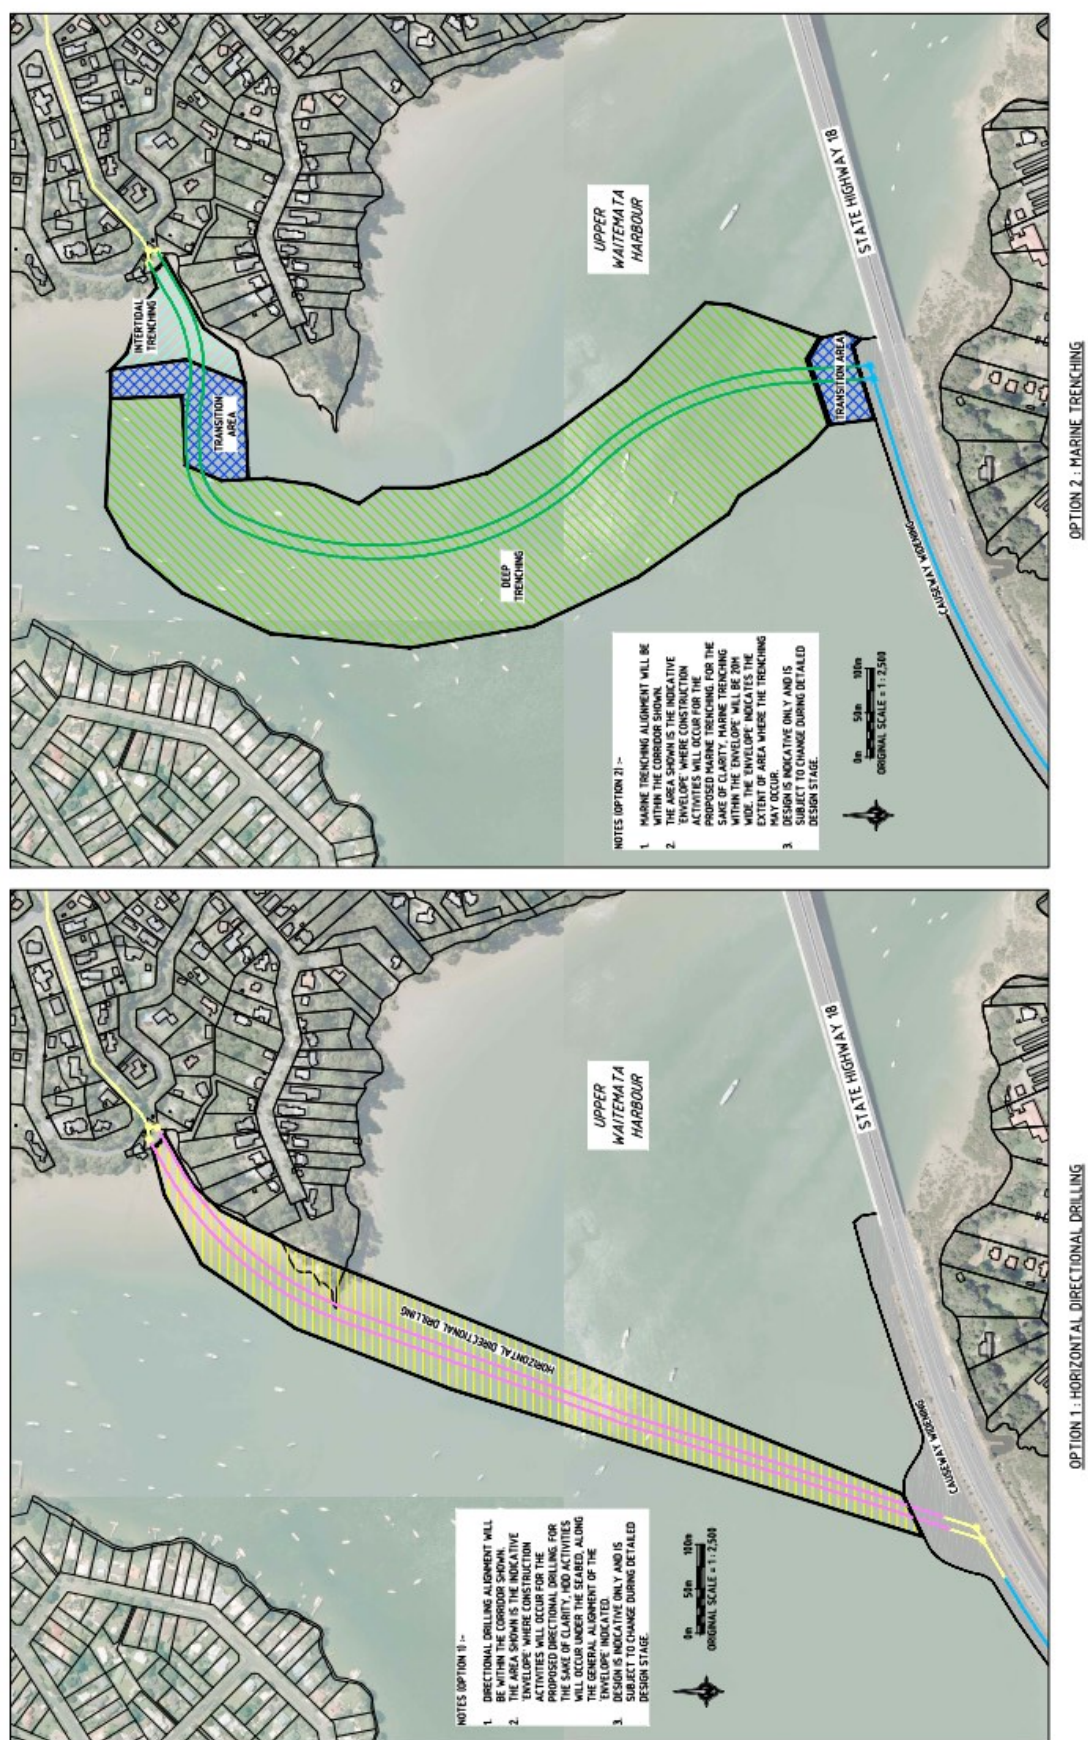 UPPER
WAITEMATA
HARBOUR
STATE HIGHWAY 18
HORIZONTAL DIRECTIONAL DRILLING
CAUSEWAY WIDENING
NOTES (OPTION 1) :-
1. DIRECTIONAL DRILLING ALIGNMENT WILL
BE WITHIN THE CORRIDOR SHOWN.
2. THE AREA SHOWN IS THE INDICATIVE
'ENVELOPE' WHERE CONSTRUCTION
ACTIVITIES WILL OCCUR FOR THE
PROPOSED DIRECTIONAL DRILLING. FOR
THE SAKE OF CLARITY, HDD ACTIVITIES
WILL OCCUR UNDER THE SEABED, ALONG
THE GENERAL ALIGNMENT OF THE
'ENVELOPE' INDICATED.
3. DESIGN IS INDICATIVE ONLY AND IS
SUBJECT TO CHANGE DURING DETAILED
DESIGN STAGE.
0m 50m 100m
ORIGINAL SCALE = 1 : 2,500
OPTION 1 : HORIZONTAL DIRECTIONAL DRILLING
INTERTIDAL
TRENCHING
TRANSITION
AREA
UPPER
WAITEMATA
HARBOUR
STATE HIGHWAY 18
TRANSITION AREA
DEEP
TRENCHING
CAUSEWAY WIDENING
NOTES (OPTION 2) :-
1. MARINE TRENCHING ALIGNMENT WILL BE
WITHIN THE CORRIDOR SHOWN.
2. THE AREA SHOWN IS THE INDICATIVE
'ENVELOPE' WHERE CONSTRUCTION
ACTIVITIES WILL OCCUR FOR THE
PROPOSED MARINE TRENCHING. FOR THE
SAKE OF CLARITY, MARINE TRENCHING
WITHIN THE 'ENVELOPE' WILL BE 20M
WIDE. THE 'ENVELOPE' INDICATES THE
EXTENT OF AREA WHERE THE TRENCHING
MAY OCCUR.
3. DESIGN IS INDICATIVE ONLY AND IS
SUBJECT TO CHANGE DURING DETAILED
DESIGN STAGE.
0m 50m 100m
ORIGINAL SCALE = 1 : 2,500
OPTION 2 : MARINE TRENCHING